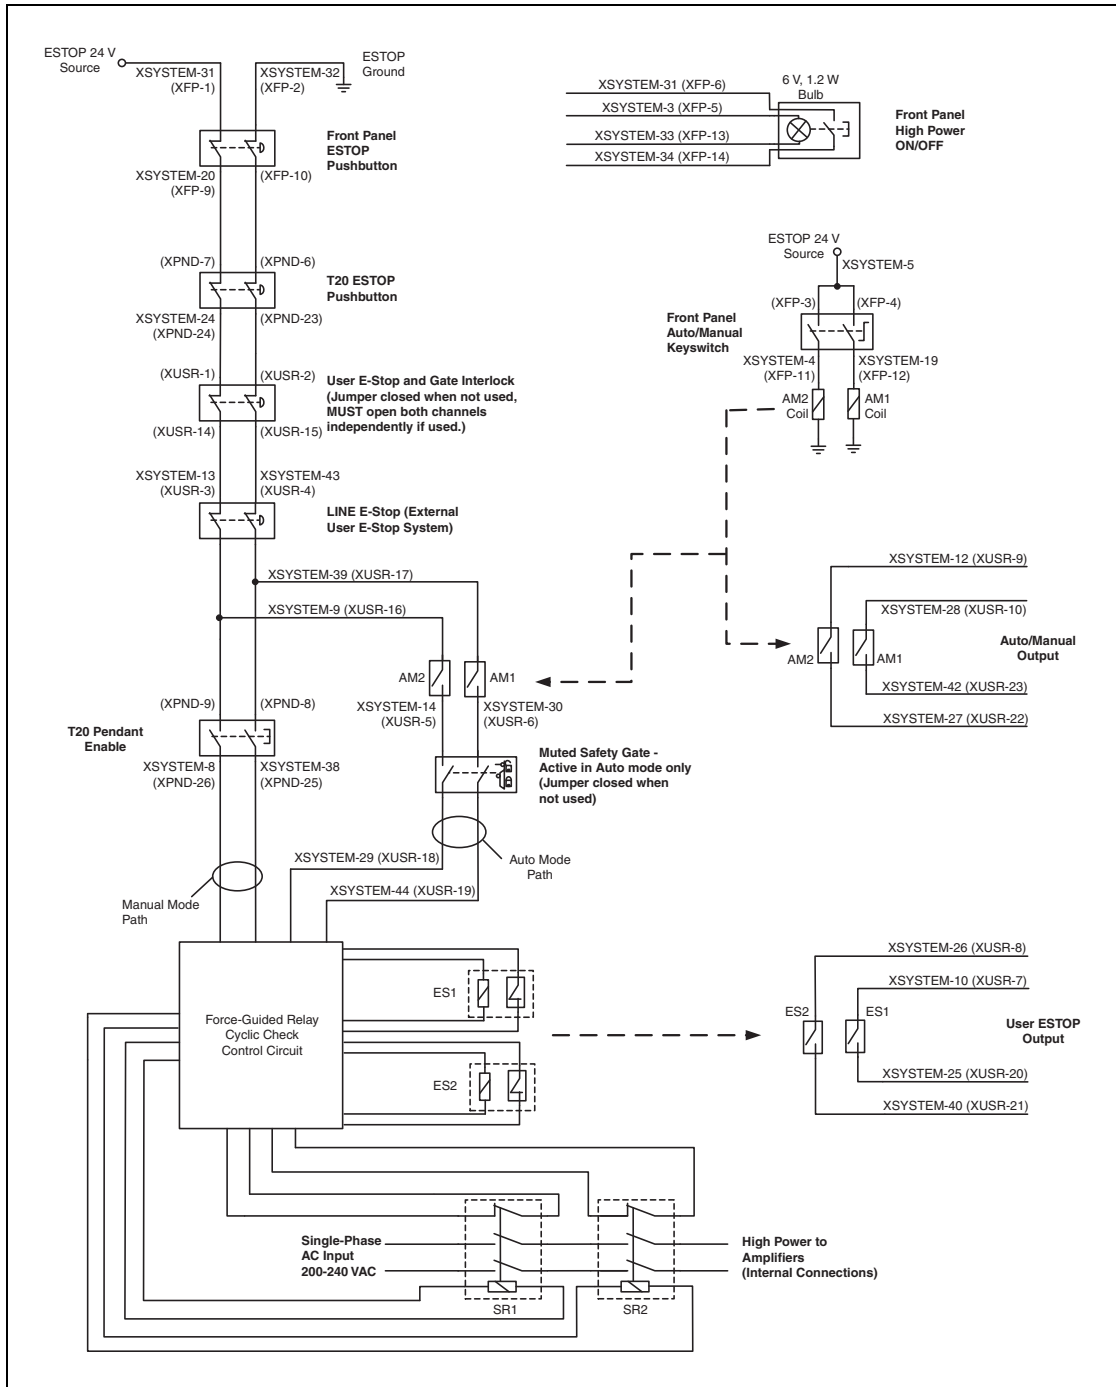 ESTOP 24 V
Source
XSYSTEM-31
(XFP-1)
XSYSTEM-32
(XFP-2)
ESTOP
Ground
Front Panel
ESTOP
Pushbutton
XSYSTEM-20
(XFP-9)
(XFP-10)
(XPND-7)
(XPND-6)
T20 ESTOP
Pushbutton
XSYSTEM-24
(XPND-24)
(XPND-23)
(XUSR-1)
(XUSR-2)
User E-Stop and Gate Interlock
(Jumper closed when not used,
MUST open both channels
independently if used.)
(XUSR-14)
(XUSR-15)
XSYSTEM-13
(XUSR-3)
XSYSTEM-43
(XUSR-4)
LINE E-Stop (External
User E-Stop System)
XSYSTEM-39 (XUSR-17)
XSYSTEM-9 (XUSR-16)
AM2
AM1
XSYSTEM-14
(XUSR-5)
XSYSTEM-30
(XUSR-6)
(XPND-9)
(XPND-8)
T20 Pendant
Enable
XSYSTEM-8
(XPND-26)
XSYSTEM-38
(XPND-25)
Muted Safety Gate -
Active in Auto mode only
(Jumper closed when
not used)
Auto Mode
Path
XSYSTEM-29 (XUSR-18)
XSYSTEM-44 (XUSR-19)
Manual Mode
Path
XSYSTEM-31 (XFP-6)
XSYSTEM-3 (XFP-5)
XSYSTEM-33 (XFP-13)
XSYSTEM-34 (XFP-14)
6 V, 1.2 W
Bulb
Front Panel
High Power
ON/OFF
ESTOP 24 V
Source
XSYSTEM-5
(XFP-3)
(XFP-4)
Front Panel
Auto/Manual
Keyswitch
XSYSTEM-4
(XFP-11)
XSYSTEM-19
(XFP-12)
AM2
Coil
AM1
Coil
XSYSTEM-12 (XUSR-9)
XSYSTEM-28 (XUSR-10)
AM2
AM1
Auto/Manual
Output
XSYSTEM-42 (XUSR-23)
XSYSTEM-27 (XUSR-22)
Force-Guided Relay
Cyclic Check
Control Circuit
ES1
ES2
XSYSTEM-26 (XUSR-8)
XSYSTEM-10 (XUSR-7)
ES2
ES1
User ESTOP
Output
XSYSTEM-25 (XUSR-20)
XSYSTEM-40 (XUSR-21)
Single-Phase
AC Input
200-240 VAC
High Power to
Amplifiers
(Internal Connections)
SR1
SR2